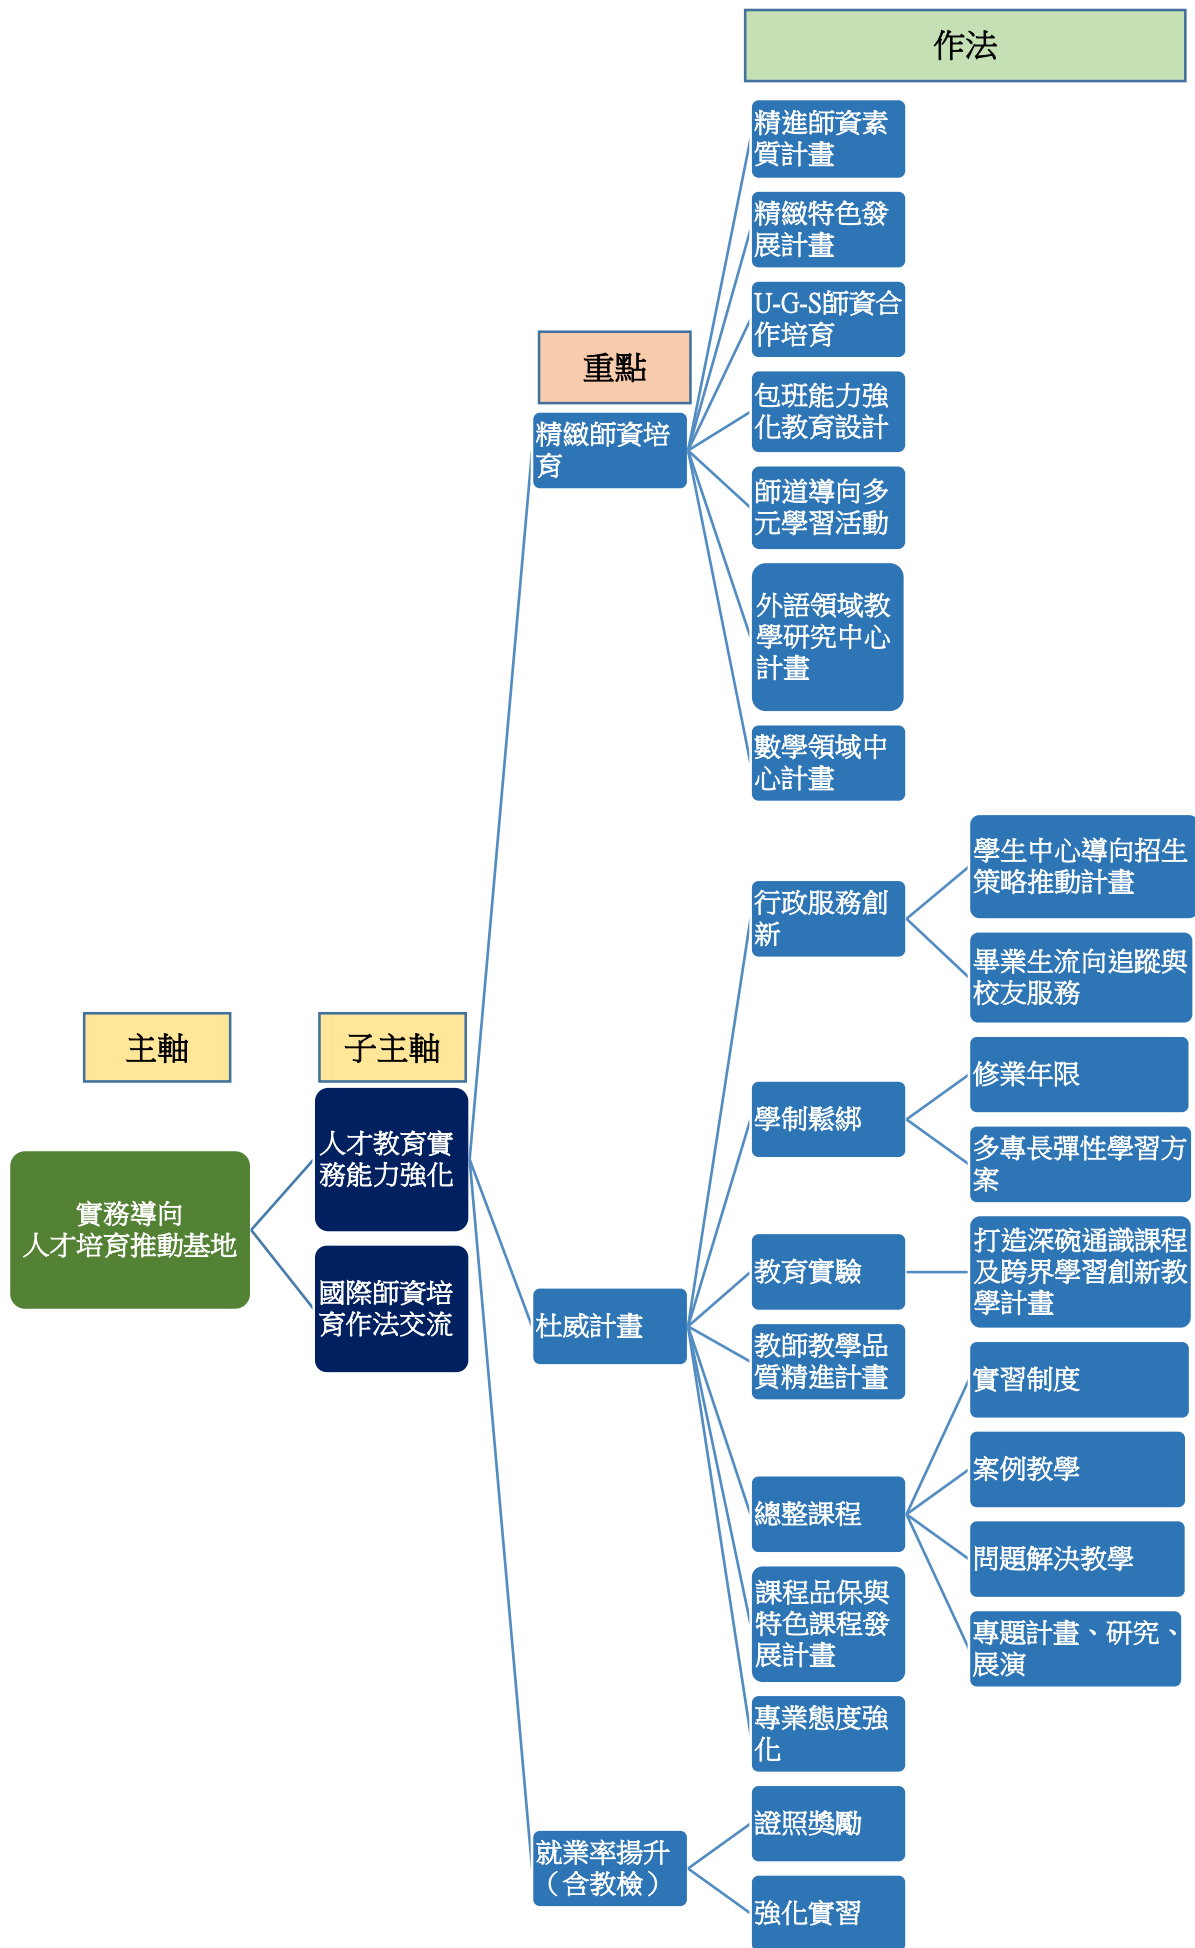 作法
精進師資素
質計畫
精緻特色發
展計畫
U-G-S師資合
作培育
重點
包班能力強
化教育設計
精緻師資培
育
師道導向多
元學習活動
外語領域教
學研究中心
計畫
數學領域中
心計畫
學生中心導向招生
策略推動計畫
行政服務創
新
畢業生流向追蹤與
校友服務
主軸
子主軸
修業年限
學制鬆綁
人才教育實
務能力強化
多專長彈性學習方
案
實務導向
人才培育推動基地
打造深碗通識課程
及跨界學習創新教
學計畫
教育實驗
國際師資培
育作法交流
杜威計畫
教師教學品
質精進計畫
實習制度
案例教學
總整課程
問題解決教學
課程品保與
特色課程發
展計畫
專題計畫、研究、
展演
專業態度強
化
證照獎勵
就業率揚升
（含教檢）
強化實習